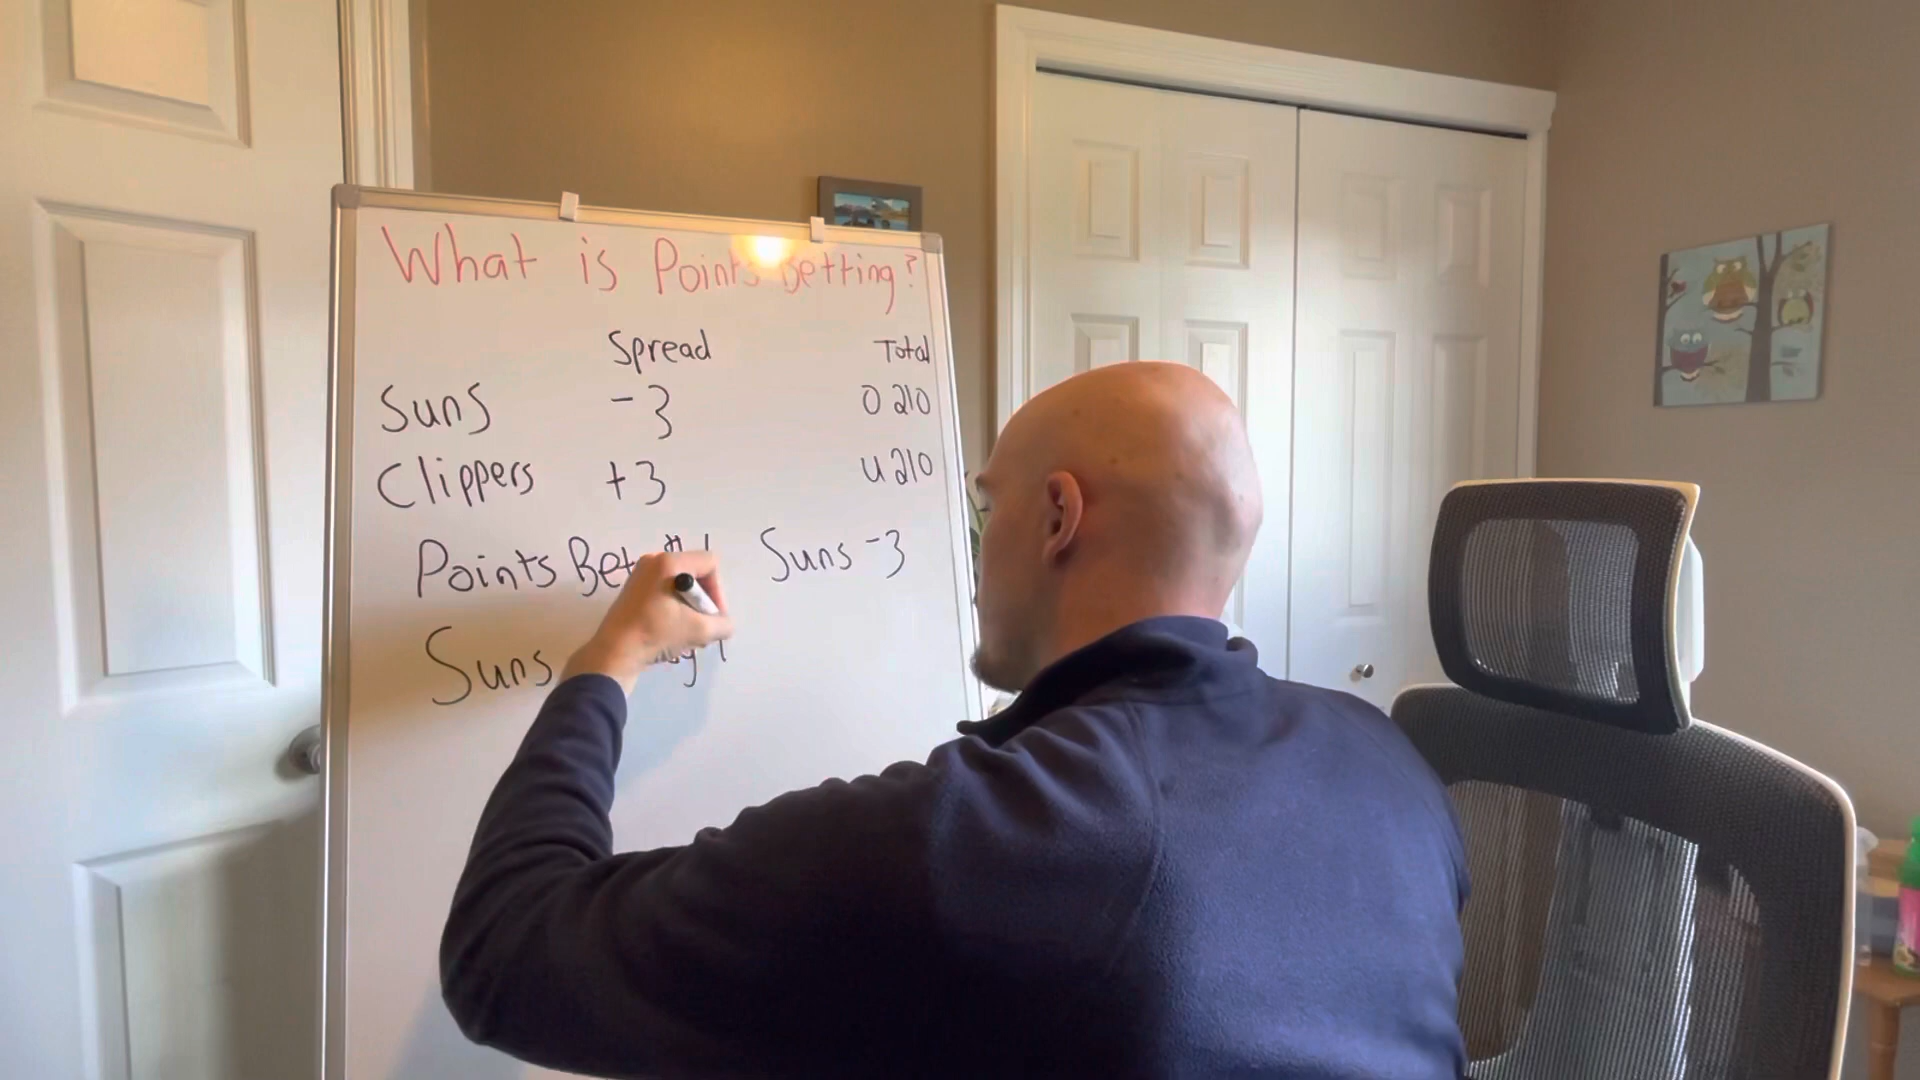 What is Points Betting?
Spread Total
Suns -3 O 210
Clippers +3 U 210
Points Bet #1 Suns -3
Suns